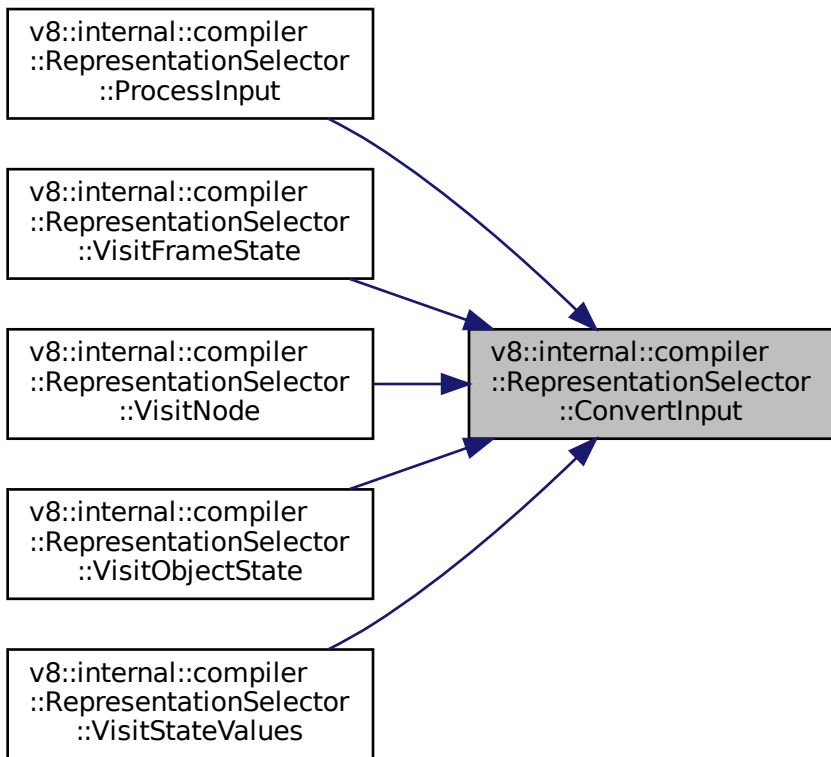 v8::internal::compiler
::RepresentationSelector
::ProcessInput
v8::internal::compiler
::RepresentationSelector
::VisitFrameState
v8::internal::compiler
::RepresentationSelector
::VisitNode
v8::internal::compiler
::RepresentationSelector
::ConvertInput
v8::internal::compiler
::RepresentationSelector
::VisitObjectState
v8::internal::compiler
::RepresentationSelector
::VisitStateValues